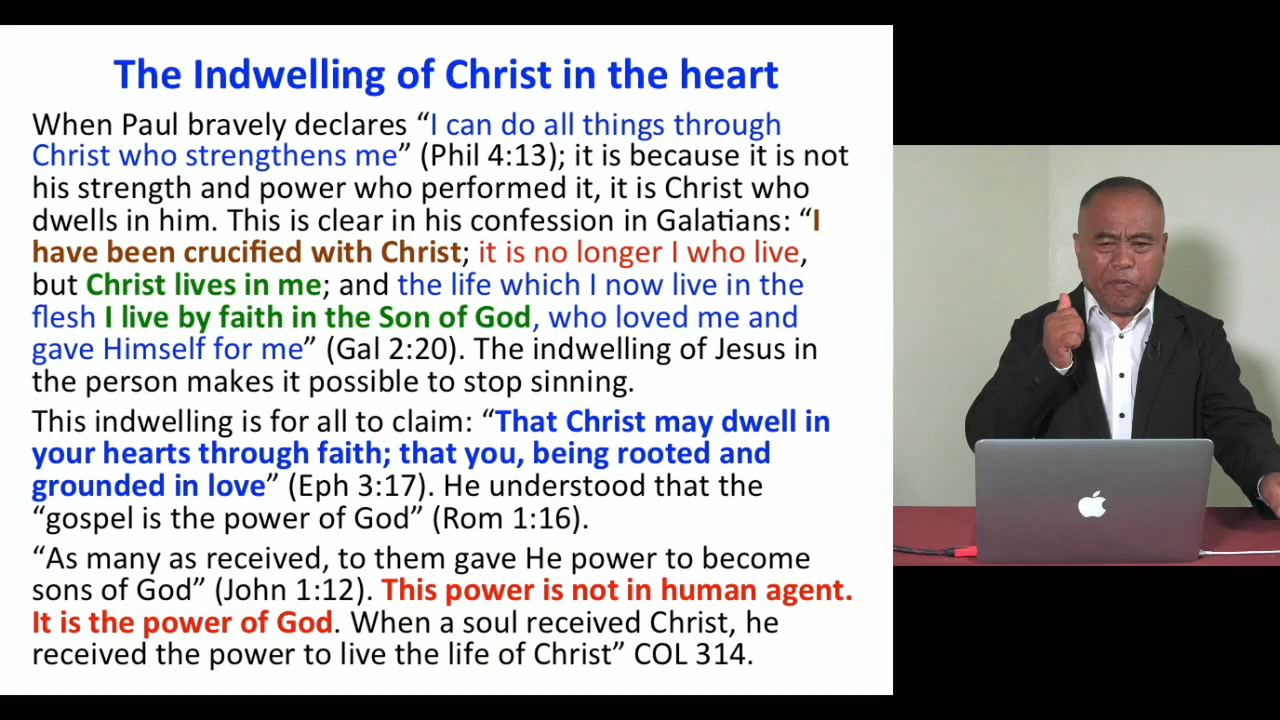 The Indwelling of Christ in the heart
When Paul bravely declares “I can do all things through
Christ who strengthens me” (Phil 4:13); it is because it is not
his strength and power who performed it, it is Christ who
dwells in him. This is clear in his confession in Galatians: “I
have been crucified with Christ; it is no longer I who live,
but Christ lives in me; and the life which I now live in the
flesh I live by faith in the Son of God, who loved me and
gave Himself for me” (Gal 2:20). The indwelling of Jesus in
the person makes it possible to stop sinning.
This indwelling is for all to claim: “That Christ may dwell in
your hearts through faith; that you, being rooted and
grounded in love” (Eph 3:17). He understood that the
“gospel is the power of God” (Rom 1:16).
“As many as received, to them gave He power to become
sons of God” (John 1:12). This power is not in human agent.
It is the power of God. When a soul received Christ, he
received the power to live the life of Christ” COL 314.